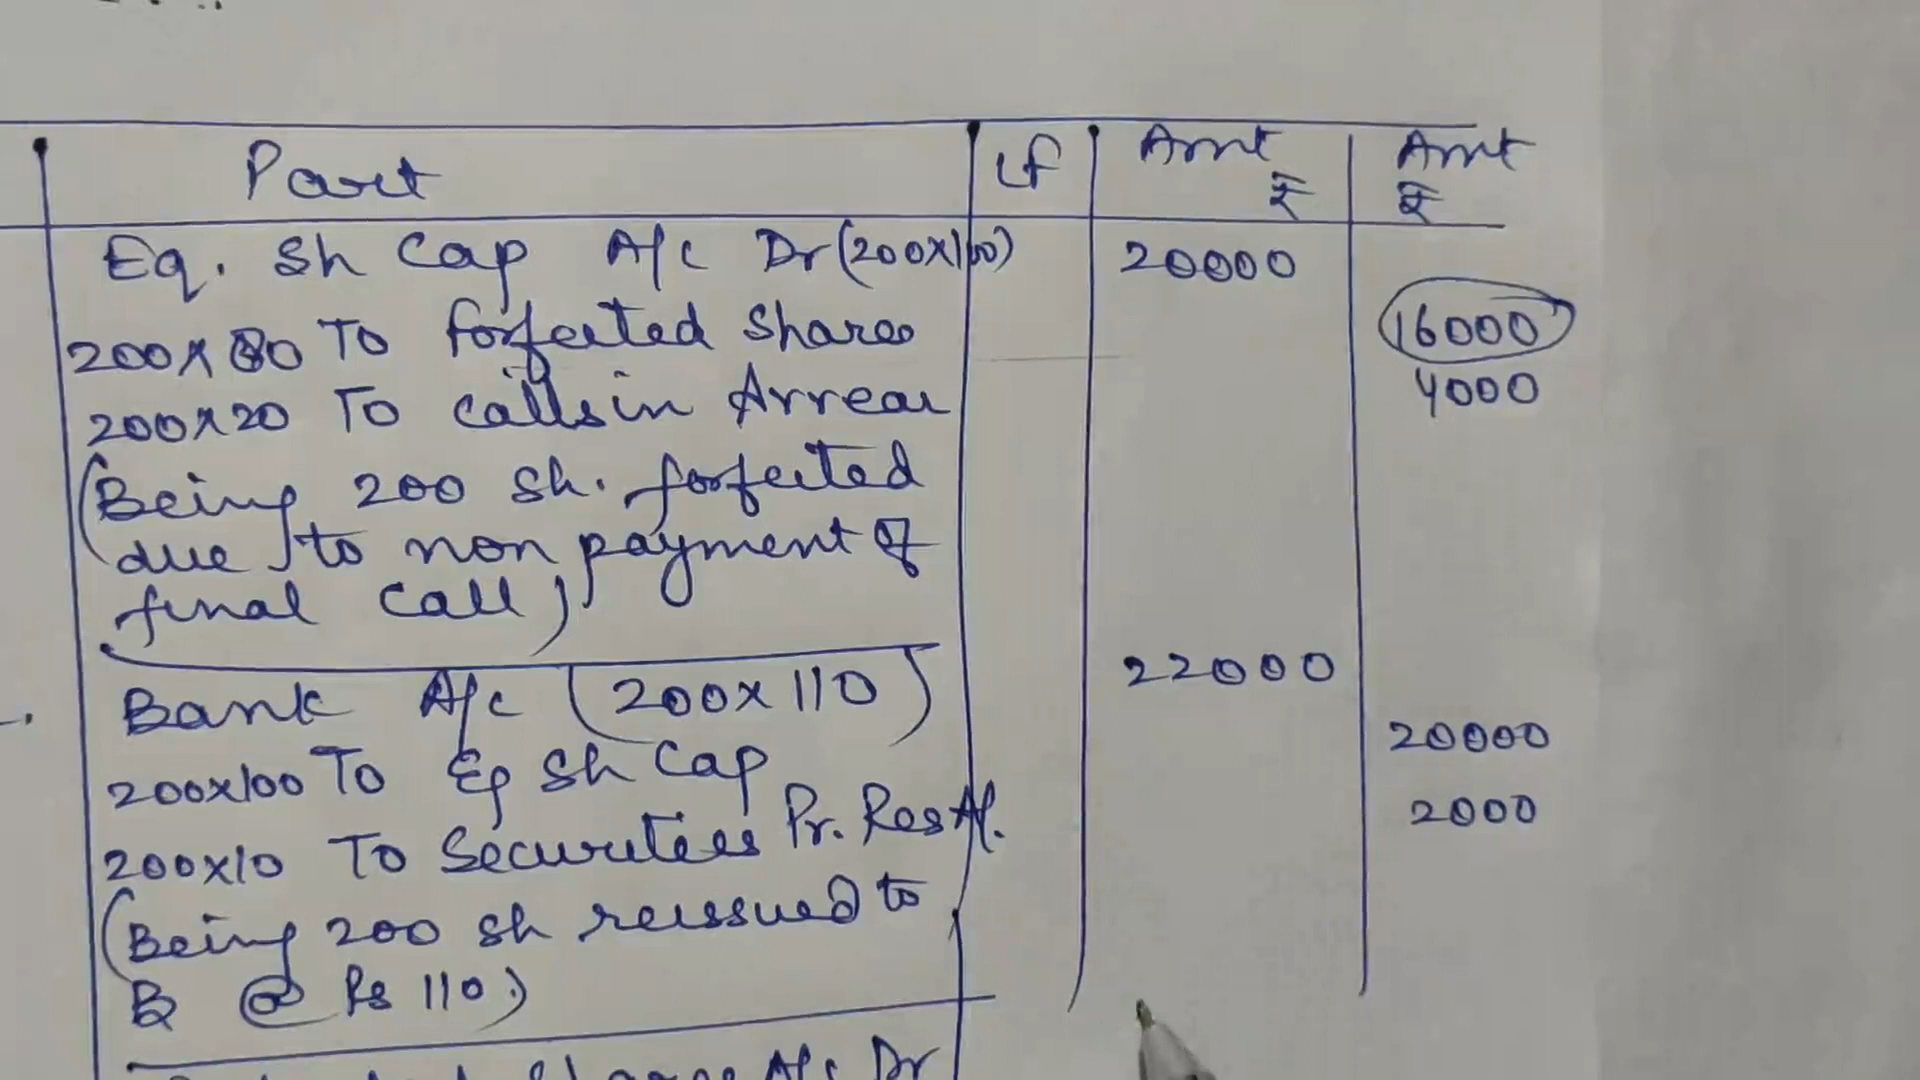 Part LF Amt ₹ Amt ₹
Eq. Sh Cap A/c Dr (200x100) 20000
200x80 To forfeited shares 16000
200x20 To calls in Arrear 4000
(Being 200 sh. forfeited
due to non payment of
final call)
Bank A/c (200x110) 22000
200x100 To Eq Sh Cap 20000
200x10 To Securities Pr. Res A/. 2000
(Being 200 sh reissued to
B @ Rs 110.)
A/c Dr